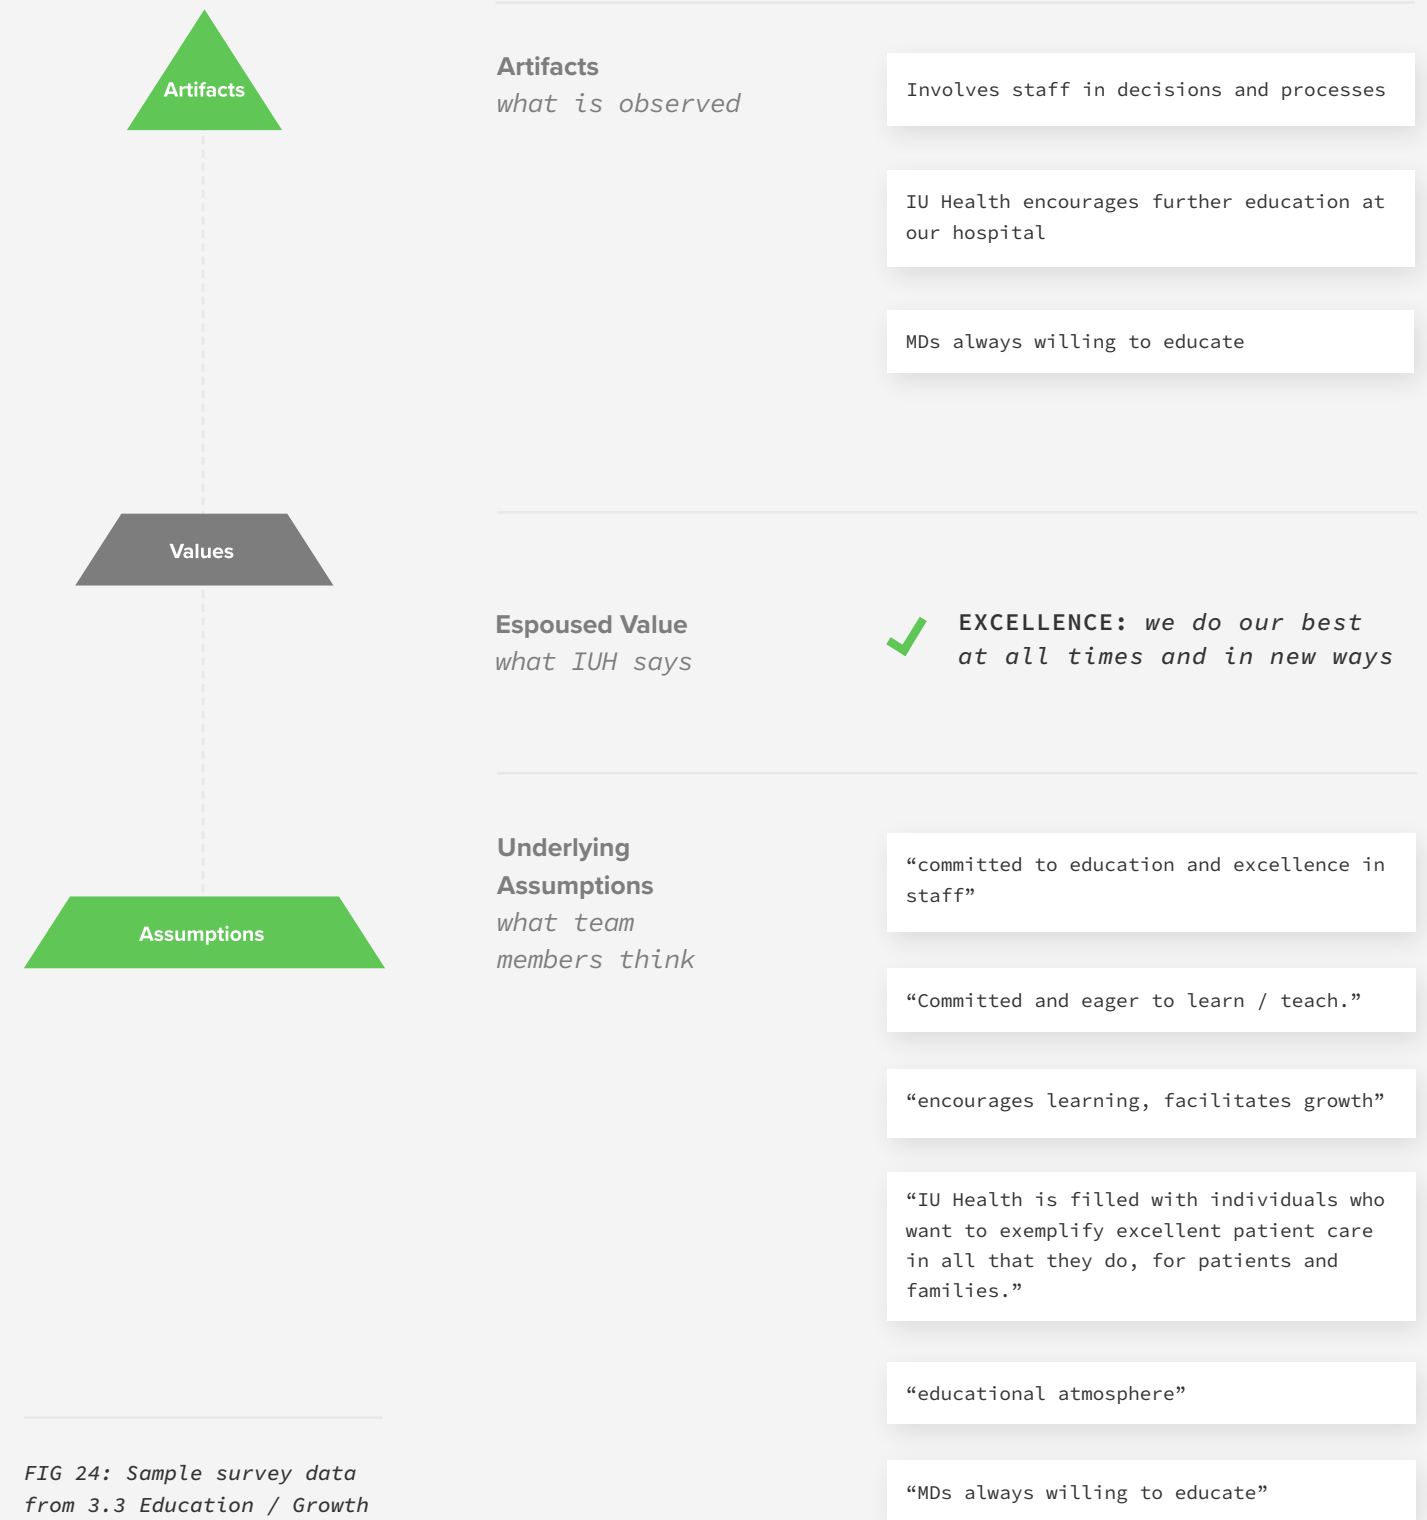 Artifacts
Artifacts
what is observed
Involves staff in decisions and processes
IU Health encourages further education at
our hospital
MDs always willing to educate
Values
Espoused Value
what IUH says
EXCELLENCE: we do our best
at all times and in new ways
Assumptions
Underlying
Assumptions
what team
members think
“committed to education and excellence in
staff”
“Committed and eager to learn / teach.”
“encourages learning, facilitates growth”
“IU Health is filled with individuals who
want to exemplify excellent patient care
in all that they do, for patients and
families.”
“educational atmosphere”
“MDs always willing to educate”
FIG 24: Sample survey data
from 3.3 Education / Growth